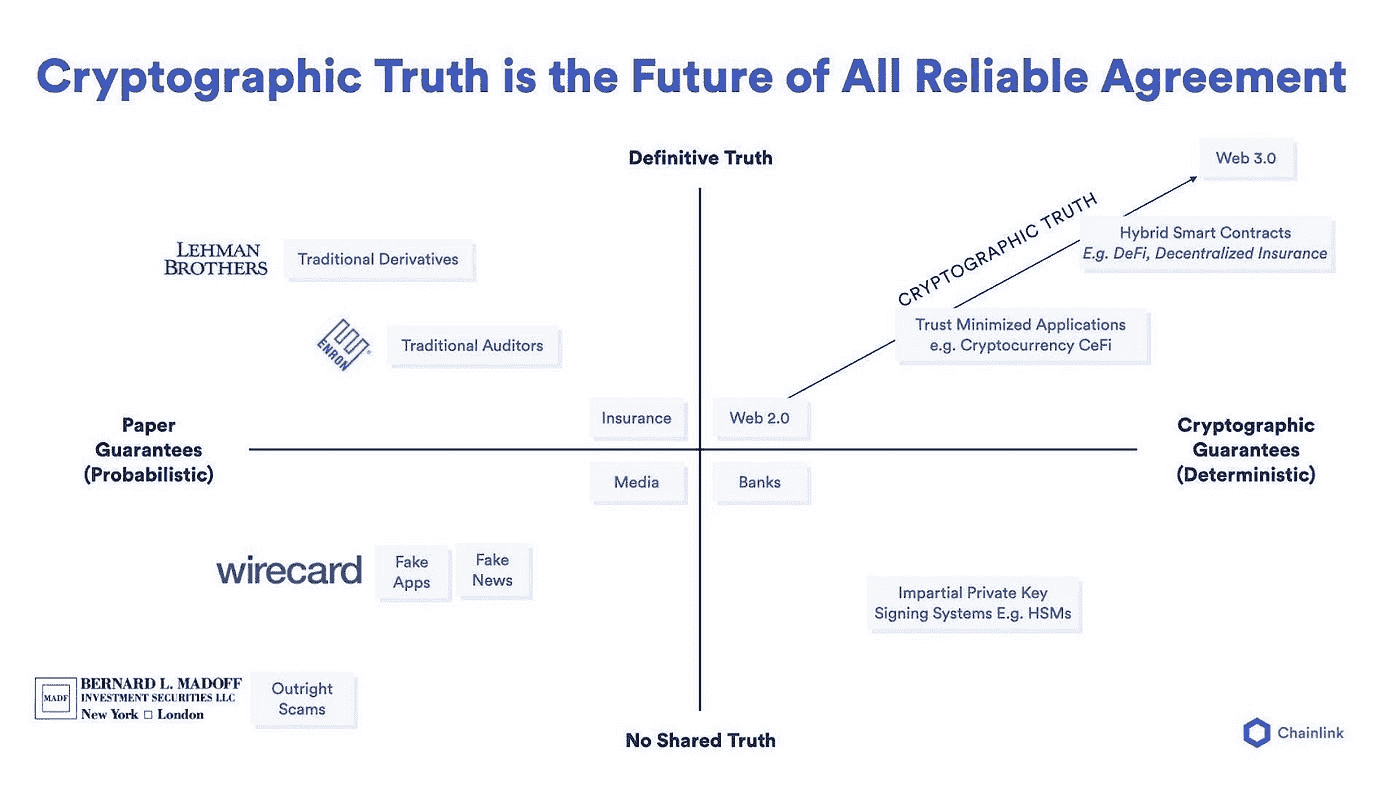 Cryptographic Truth is the Future of All Reliable Agreement
Definitive Truth
Web 3.0
CRYPTOGRAPHIC TRUTH
Hybrid Smart Contracts
E.g. DeFi, Decentralized Insurance
LEHMAN
BROTHERS
Traditional Derivatives
Trust Minimized Applications
e.g. Cryptocurrency CeFi
ENRON
Traditional Auditors
Insurance
Web 2.0
Paper
Guarantees
(Probabilistic)
Cryptographic
Guarantees
(Deterministic)
Media
Banks
wirecard
Fake
Apps
Fake
News
Impartial Private Key
Signing Systems E.g. HSMs
MADF
BERNARD L. MADOFF
INVESTMENT SECURITIES LLC
New York □ London
Outright
Scams
No Shared Truth
Chainlink